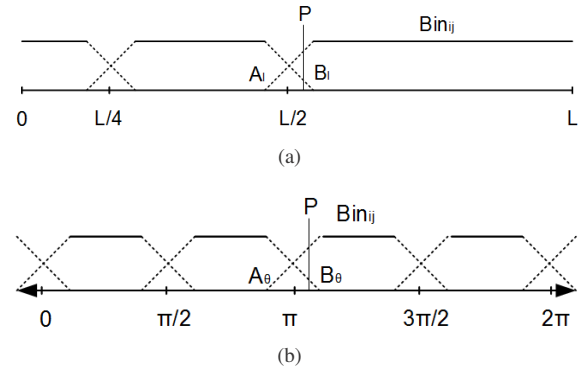 P
Bin_ij
A_l B_l
0 L/4 L/2 L
(a)
P
Bin_ij
A_θ B_θ
0 π/2 π 3π/2 2π
(b)